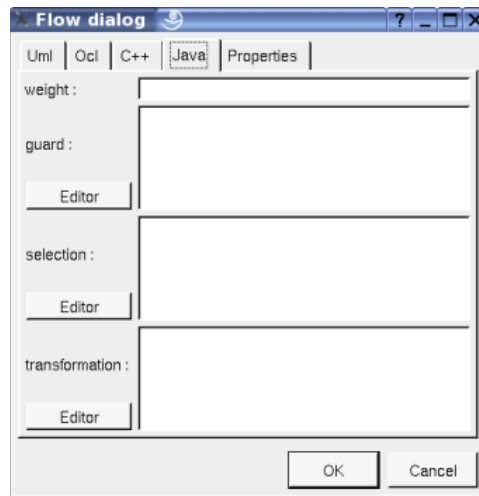 Flow dialog
Uml Ocl C++ Java Properties
weight :
guard :
Editor
selection :
Editor
transformation :
Editor
OK Cancel